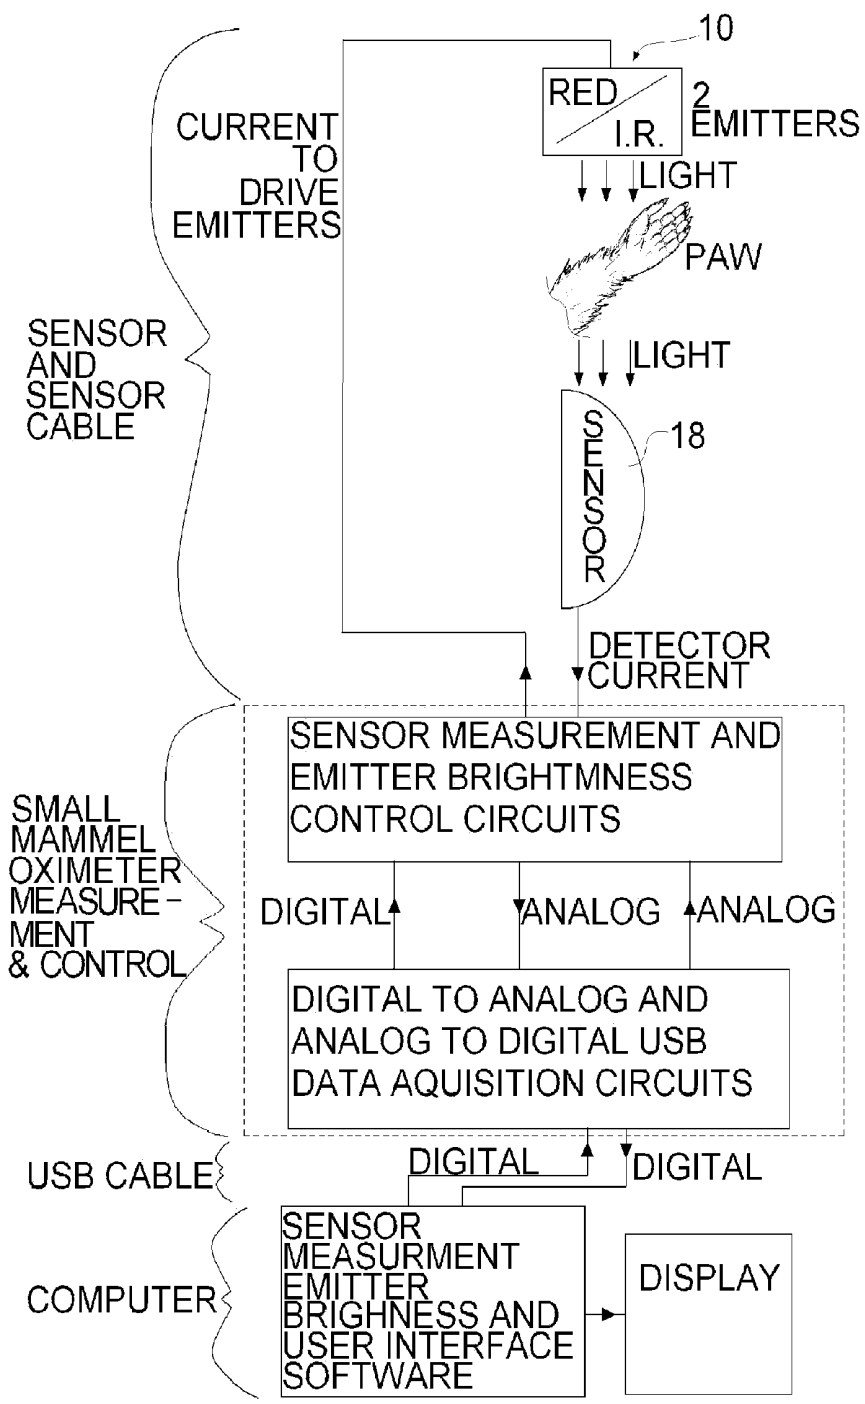 10
RED
I.R.
2
EMITTERS
CURRENT
TO
DRIVE
EMITTERS
LIGHT
PAW
SENSOR
AND
SENSOR
CABLE
LIGHT
SENSOR
18
DETECTOR
CURRENT
SENSOR MEASUREMENT AND
EMITTER BRIGHTMNESS
CONTROL CIRCUITS
SMALL
MAMMEL
OXIMETER
MEASURE-
MENT
& CONTROL
DIGITAL
ANALOG
ANALOG
DIGITAL TO ANALOG AND
ANALOG TO DIGITAL USB
DATA AQUISITION CIRCUITS
USB CABLE
DIGITAL
DIGITAL
COMPUTER
SENSOR
MEASURMENT
EMITTER
BRIGHNESS AND
USER INTERFACE
SOFTWARE
DISPLAY